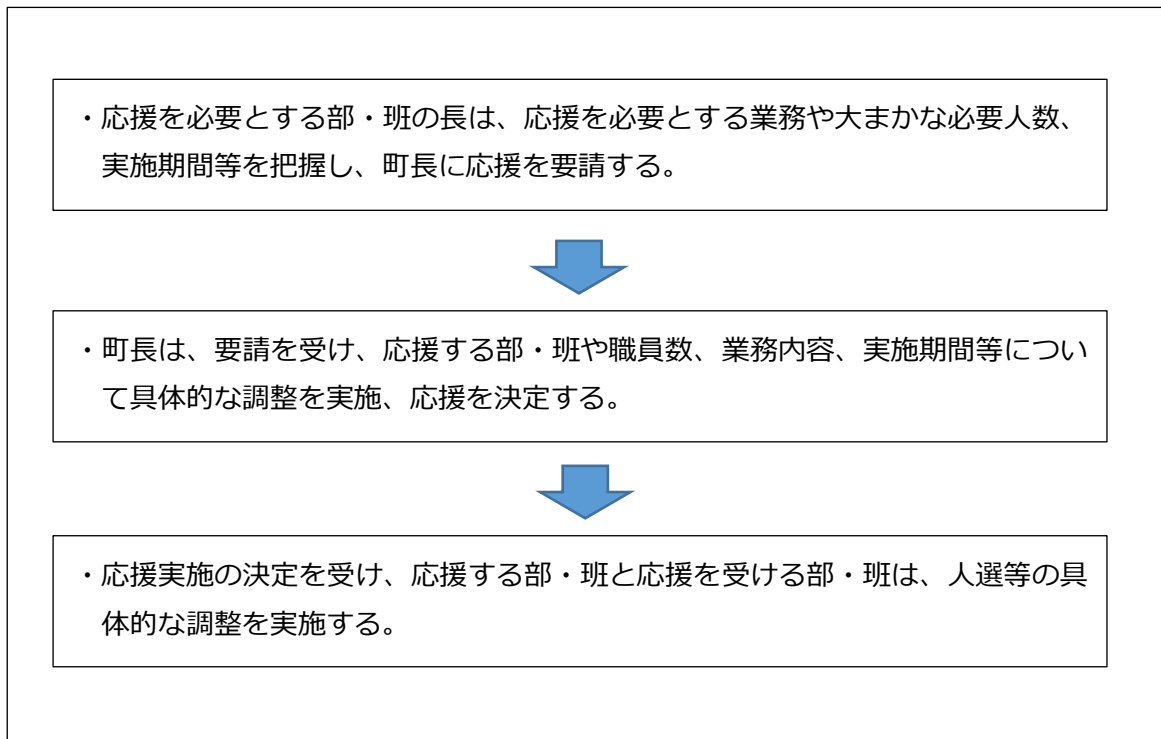 ・応援を必要とする部・班の長は、応援を必要とする業務や大まかな必要人数、
実施期間等を把握し、町長に応援を要請する。
・町長は、要請を受け、応援する部・班や職員数、業務内容、実施期間等につい
て具体的な調整を実施、応援を決定する。
・応援実施の決定を受け、応援する部・班と応援を受ける部・班は、人選等の具
体的な調整を実施する。